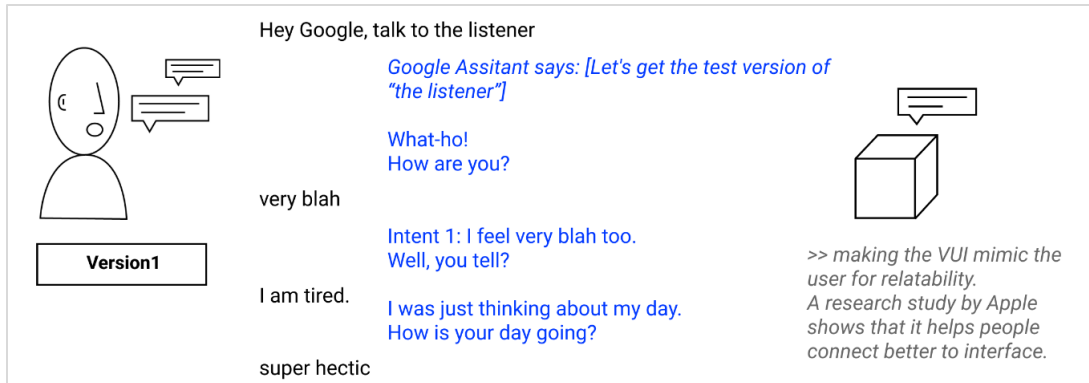 Hey Google, talk to the listener
Google Assitant says: [Let's get the test version of
“the listener”]
What-ho!
How are you?
very blah
Version1
Intent 1: I feel very blah too.
Well, you tell?
I am tired.
I was just thinking about my day.
How is your day going?
super hectic
>> making the VUI mimic the
user for relatability.
A research study by Apple
shows that it helps people
connect better to interface.